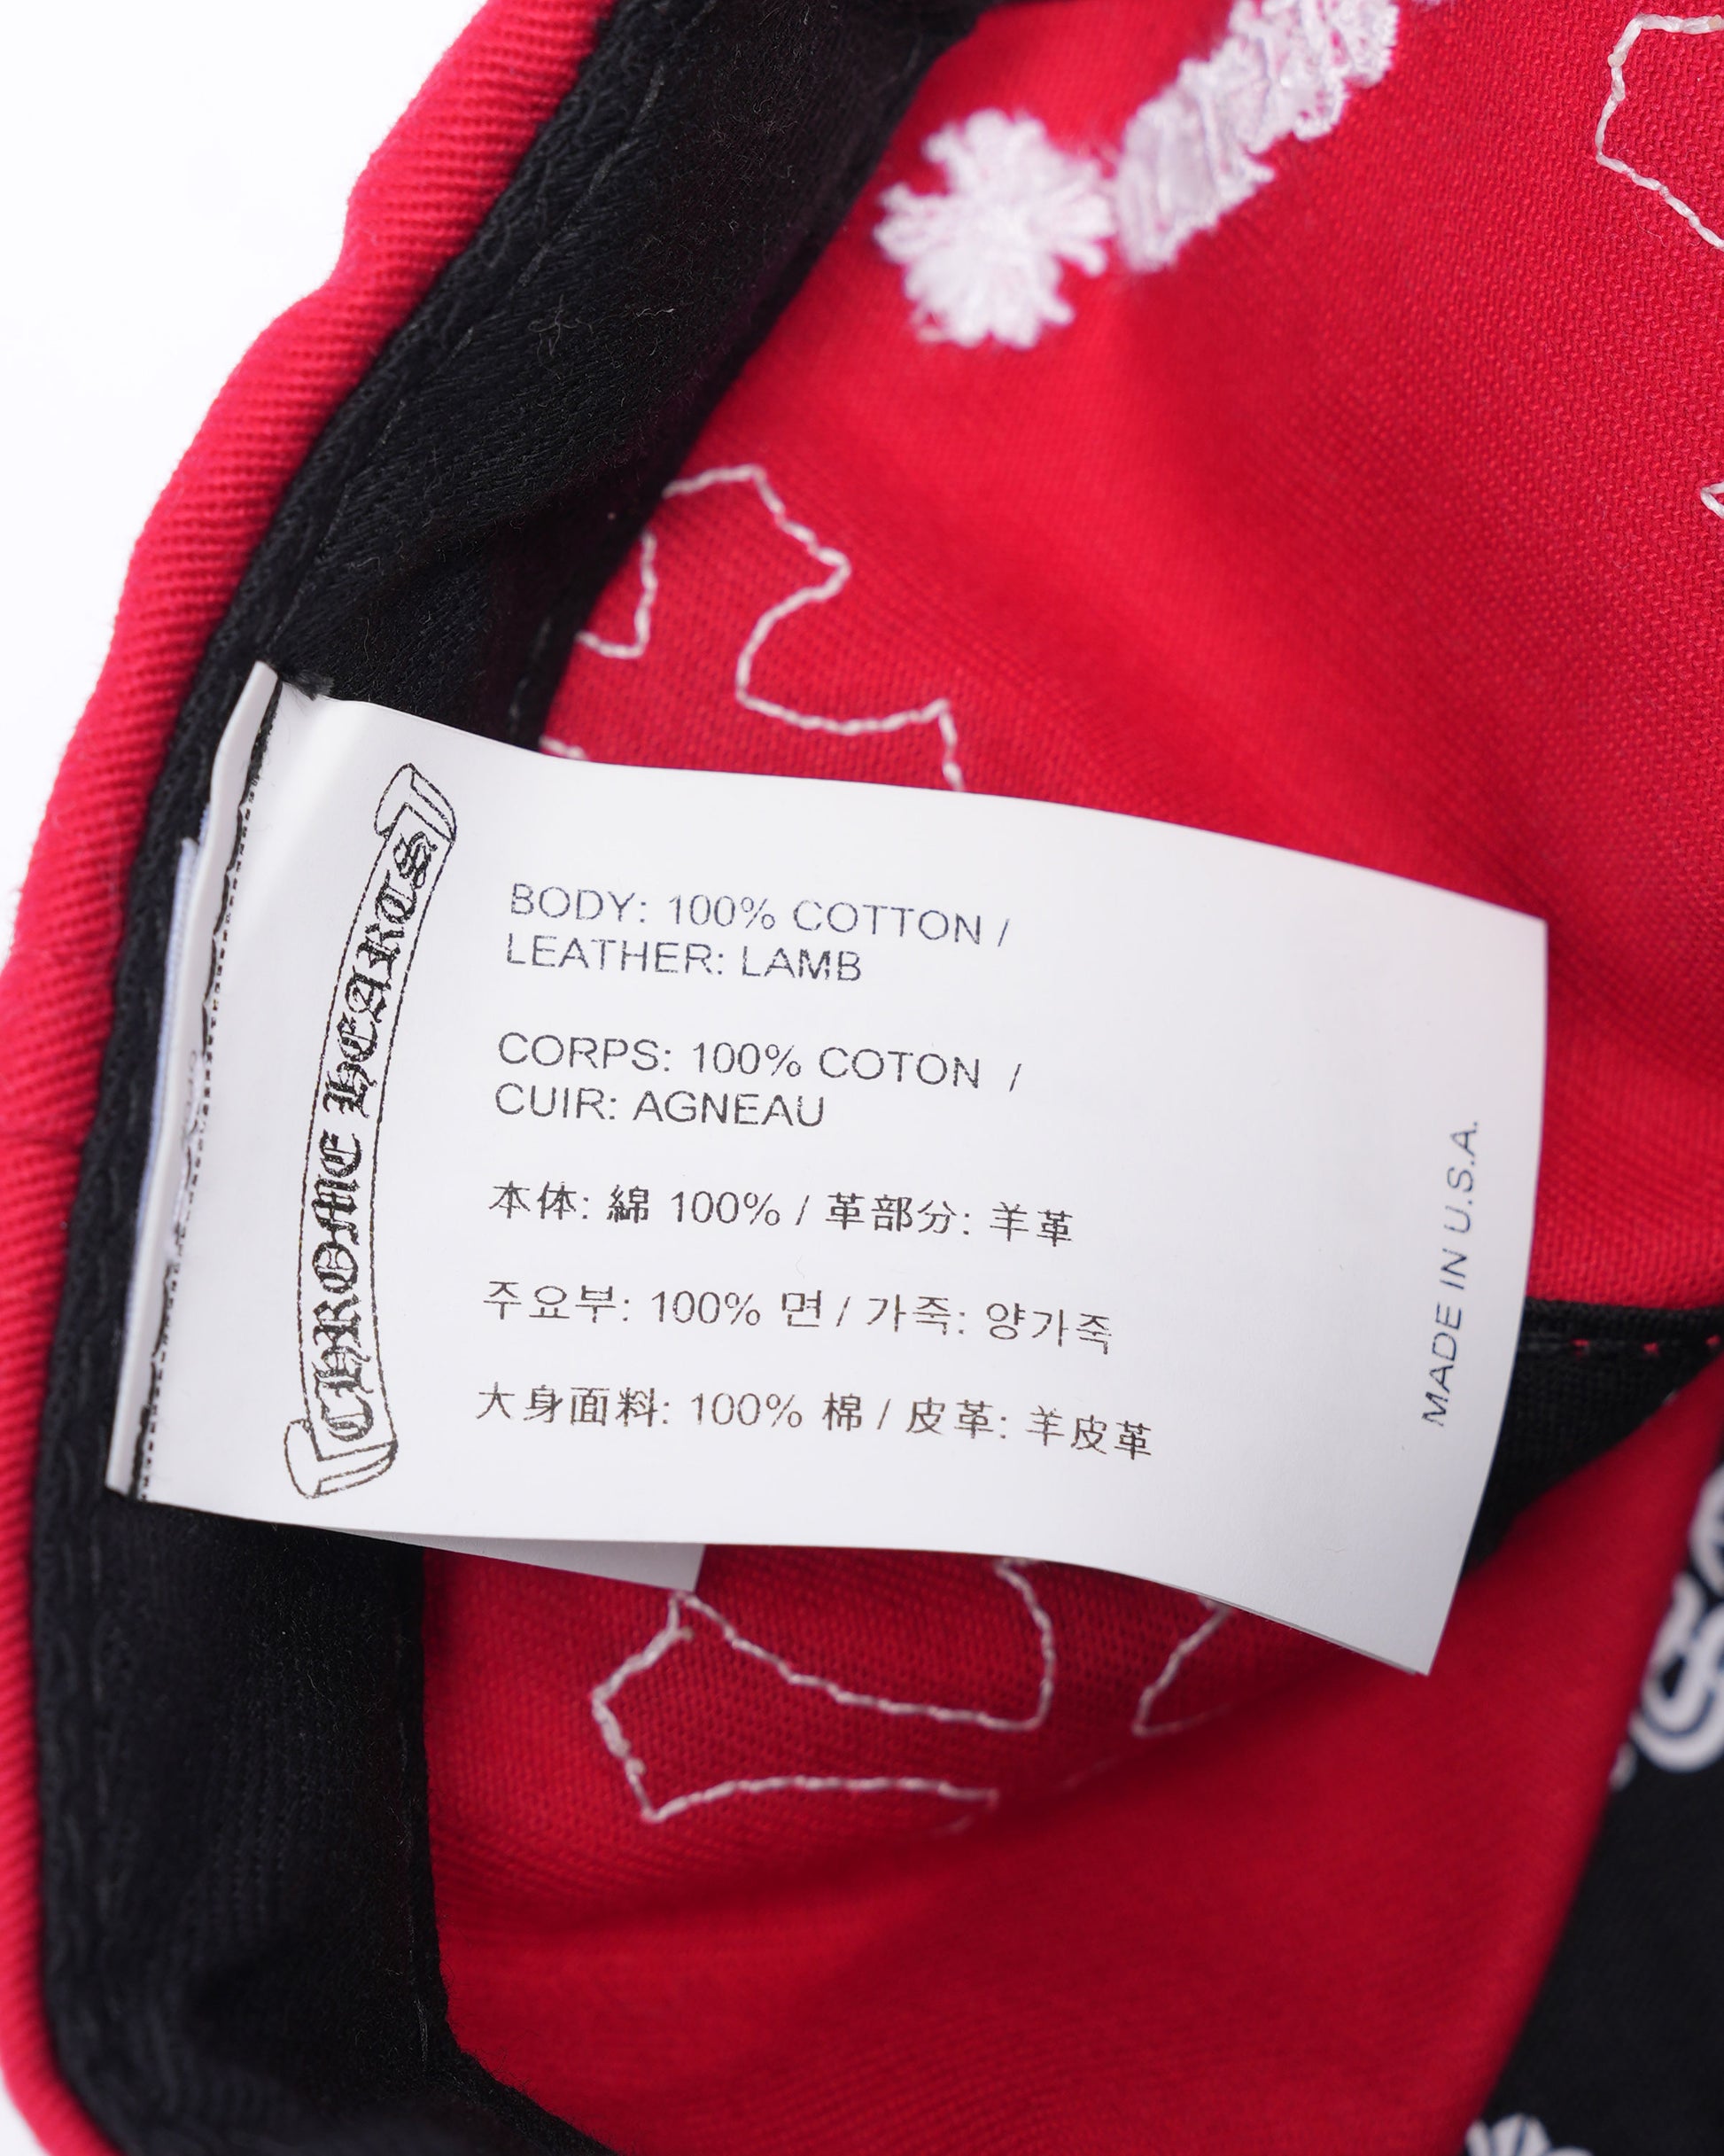 CHROME HEARTS
BODY: 100% COTTON /
LEATHER: LAMB
CORPS: 100% COTON /
CUIR: AGNEAU
本体: 綿 100% / 革部分: 羊革
주요부: 100% 면 / 가죽: 양가죽
大身面料: 100% 棉 / 皮革: 羊皮革
MADE IN U.S.A.